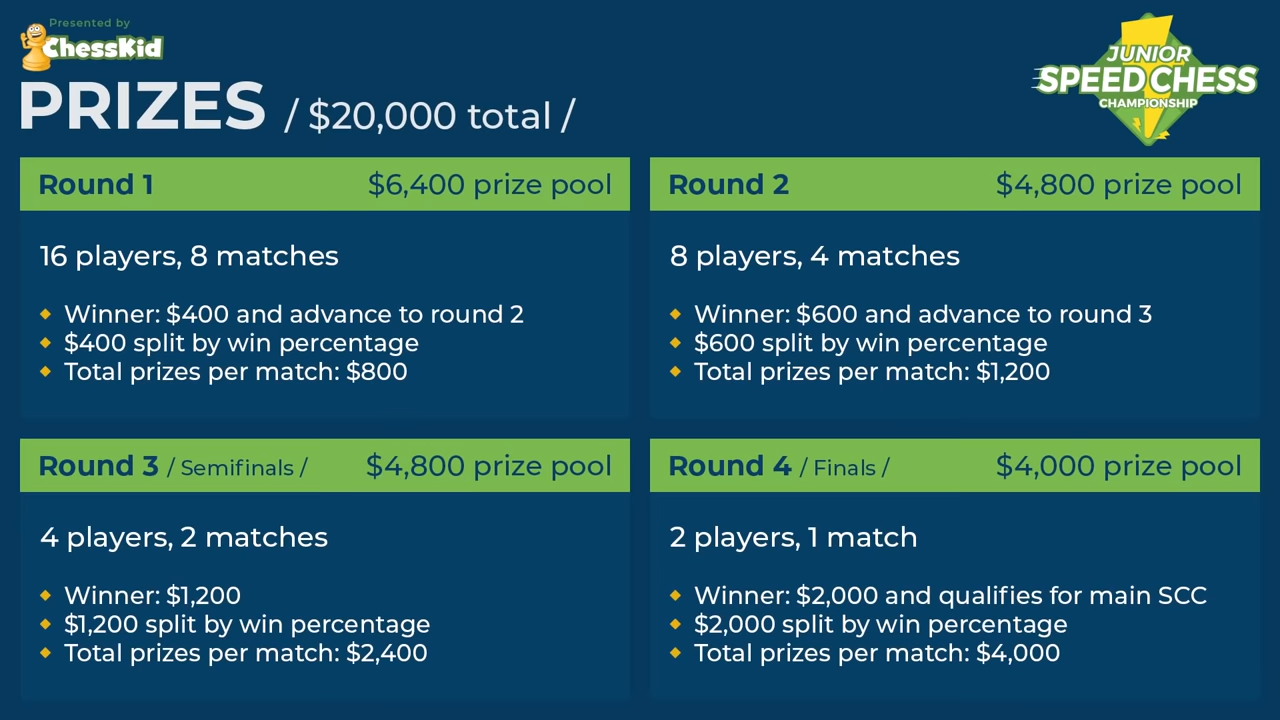 Presented by
ChessKid
PRIZES / $20,000 total /
JUNIOR
SPEED CHESS
CHAMPIONSHIP
Round 1 $6,400 prize pool
16 players, 8 matches
Winner: $400 and advance to round 2
$400 split by win percentage
Total prizes per match: $800
Round 2 $4,800 prize pool
8 players, 4 matches
Winner: $600 and advance to round 3
$600 split by win percentage
Total prizes per match: $1,200
Round 3 / Semifinals / $4,800 prize pool
4 players, 2 matches
Winner: $1,200
$1,200 split by win percentage
Total prizes per match: $2,400
Round 4 / Finals / $4,000 prize pool
2 players, 1 match
Winner: $2,000 and qualifies for main SCC
$2,000 split by win percentage
Total prizes per match: $4,000